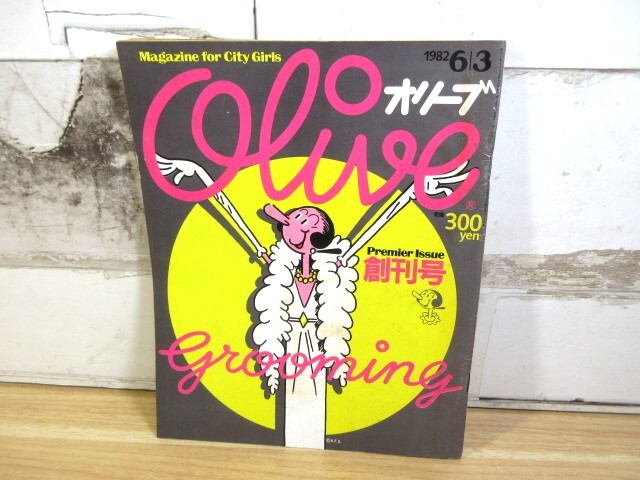 Magazine for City Girls
1982 6/3
Olive
オリーブ
300
yen
Premier Issue
創刊号
grooming
©K.F.S.